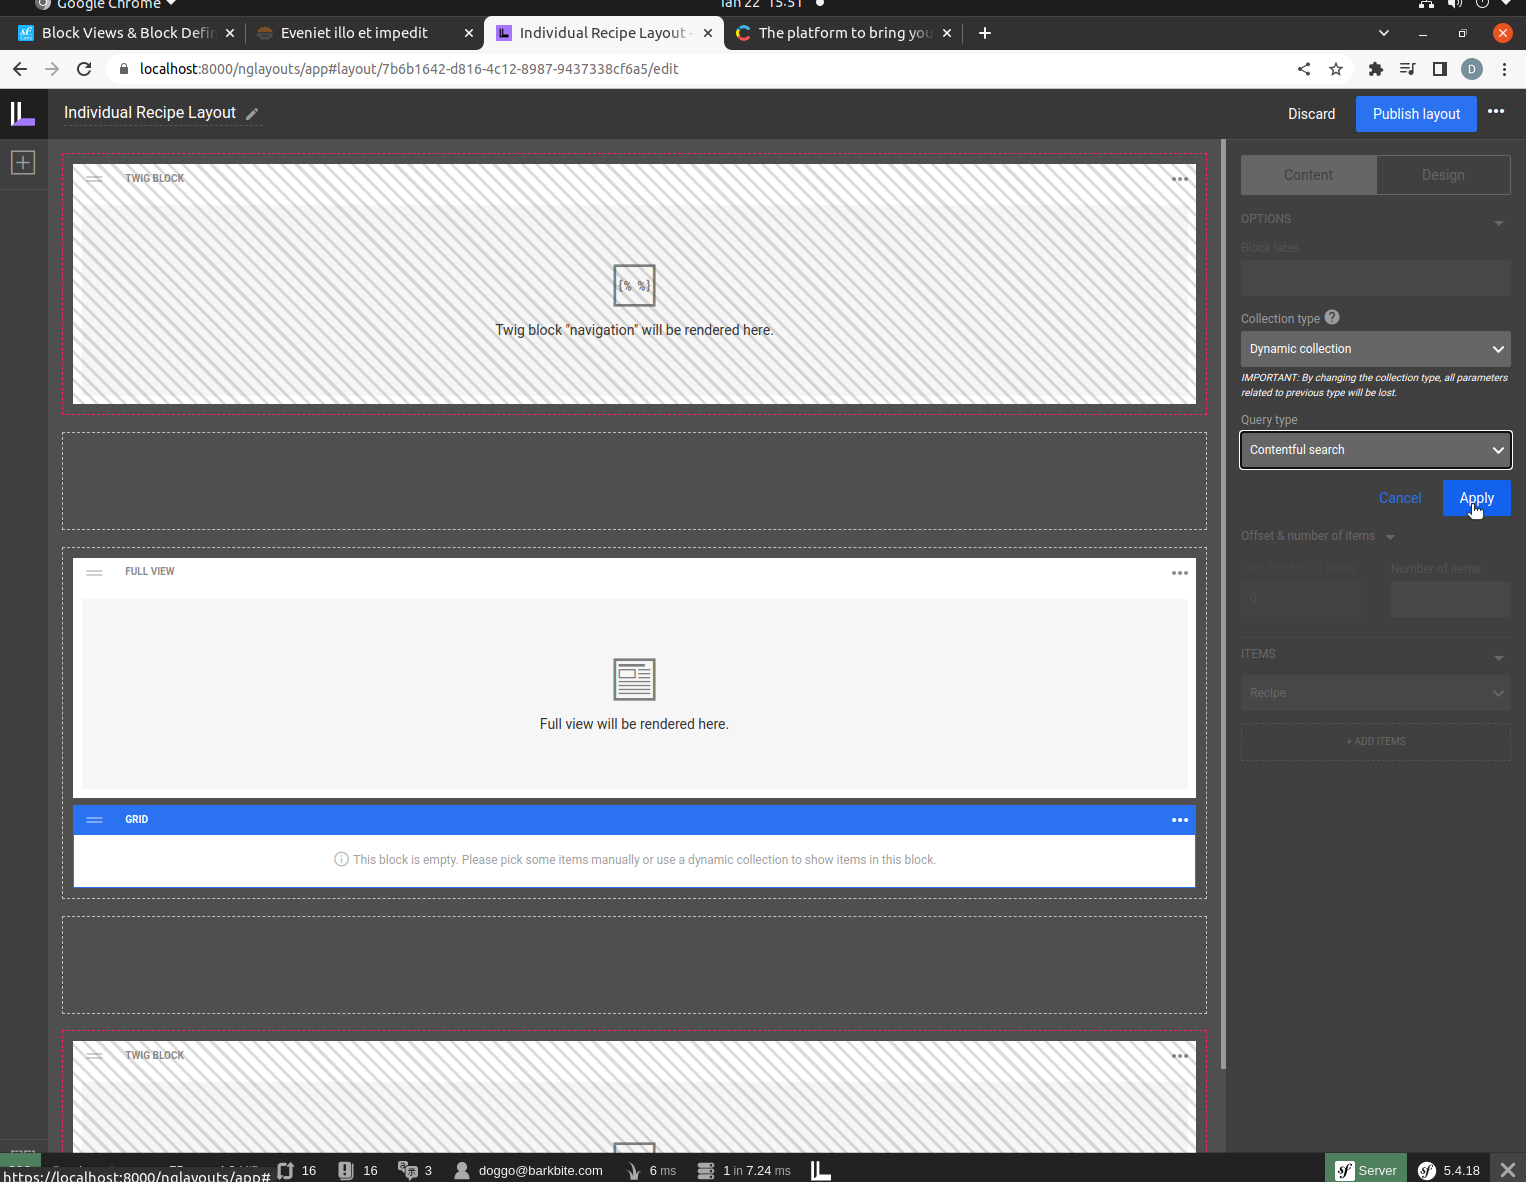 Google Chrome
Jan 22 15:51
Block Views & Block Defin
Eveniet illo et impedit
Individual Recipe Layout -
The platform to bring you
localhost:8000/nglayouts/app#layout/7b6b1642-d816-4c12-8987-9437338cf6a5/edit
D
Individual Recipe Layout
Discard
Publish layout
Content
Design
TWIG BLOCK
{% %}
Twig block "navigation" will be rendered here.
OPTIONS
Block label
Collection type ?
Dynamic collection
IMPORTANT: By changing the collection type, all parameters
related to previous type will be lost.
Query type
Contentful search
Cancel
Apply
Offset & number of items
Skip first No. of items
Number of items
0
ITEMS
Recipe
+ ADD ITEMS
FULL VIEW
Full view will be rendered here.
GRID
This block is empty. Please pick some items manually or use a dynamic collection to show items in this block.
TWIG BLOCK
https://localhost:8000/nglayouts/app#
16
16
3
doggo@barkbite.com
6 ms
1 in 7.24 ms
Server
5.4.18